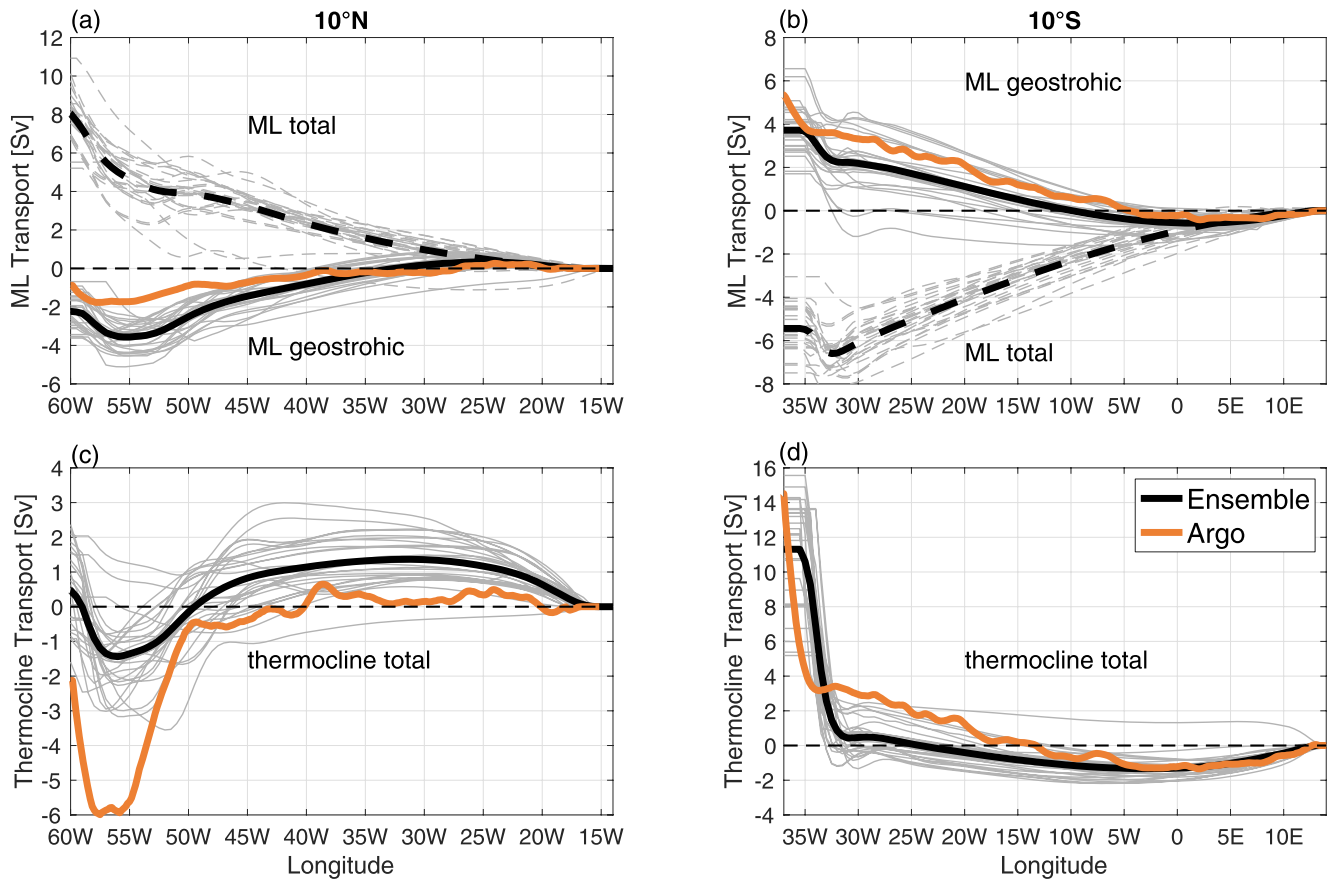 (a) 10°N
12
10
8
6
4
2
0
-2
-4
-6
ML Transport [Sv]
ML total
ML geostrohic
60W 55W 50W 45W 40W 35W 30W 25W 20W 15W
(b) 10°S
8
6
4
2
0
-2
-4
-6
-8
ML Transport [Sv]
ML geostrohic
ML total
35W 30W 25W 20W 15W 10W 5W 0 5E 10E
(c)
4
3
2
1
0
-1
-2
-3
-4
-5
-6
Thermocline Transport [Sv]
thermocline total
60W 55W 50W 45W 40W 35W 30W 25W 20W 15W
Longitude
(d)
16
14
12
10
8
6
4
2
0
-2
-4
Thermocline Transport [Sv]
Ensemble
Argo
thermocline total
35W 30W 25W 20W 15W 10W 5W 0 5E 10E
Longitude